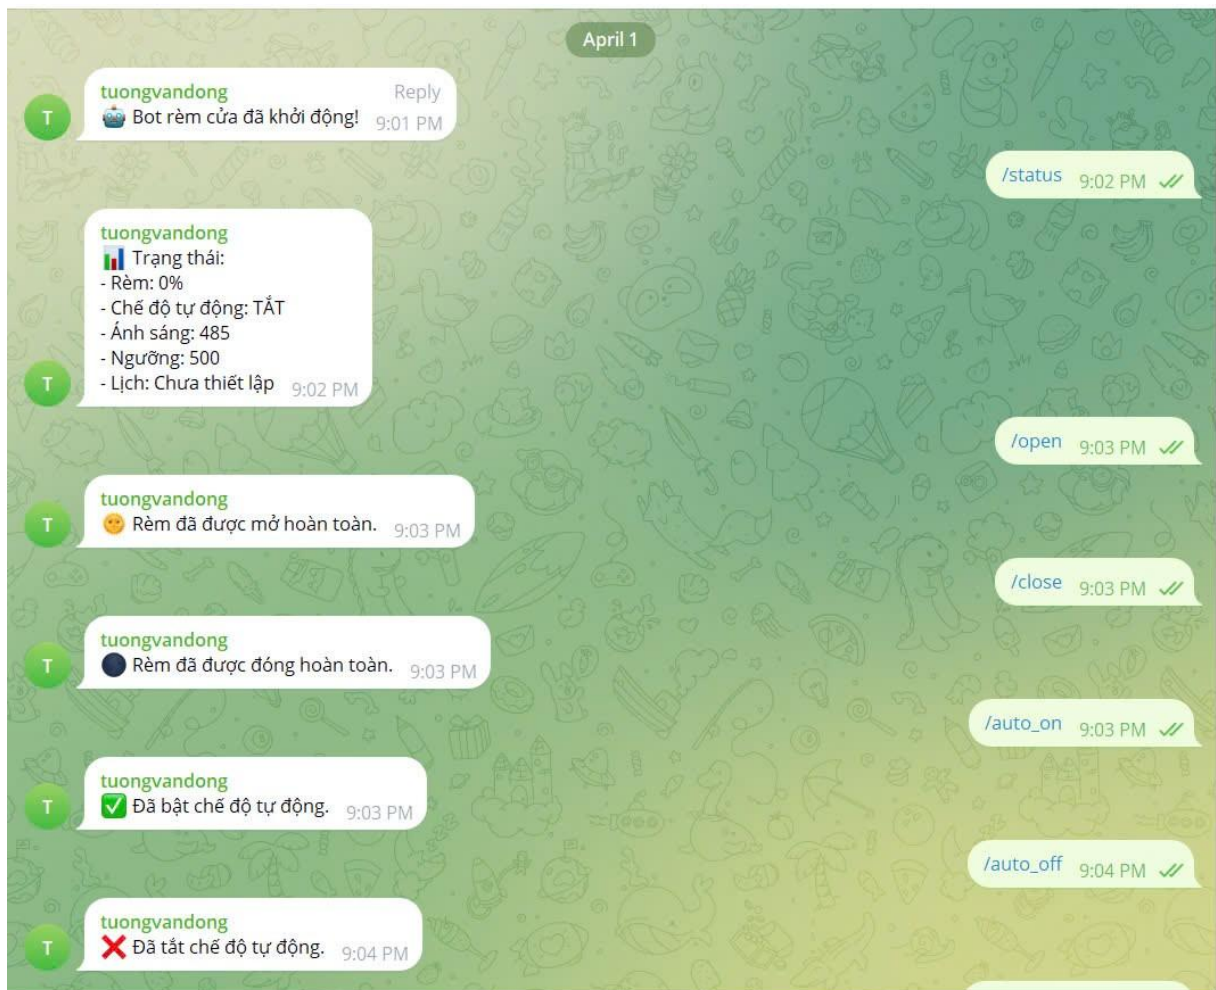 April 1
tuongvandong Reply
🤖 Bot rèm cửa đã khởi động! 9:01 PM
T
/status 9:02 PM
tuongvandong
📊 Trạng thái:
- Rèm: 0%
- Chế độ tự động: TẮT
- Ánh sáng: 485
- Ngưỡng: 500
- Lịch: Chưa thiết lập 9:02 PM
T
/open 9:03 PM
tuongvandong
🌞 Rèm đã được mở hoàn toàn. 9:03 PM
T
/close 9:03 PM
tuongvandong
🌑 Rèm đã được đóng hoàn toàn. 9:03 PM
T
/auto_on 9:03 PM
tuongvandong
✅ Đã bật chế độ tự động. 9:03 PM
T
/auto_off 9:04 PM
tuongvandong
❌ Đã tắt chế độ tự động. 9:04 PM
T